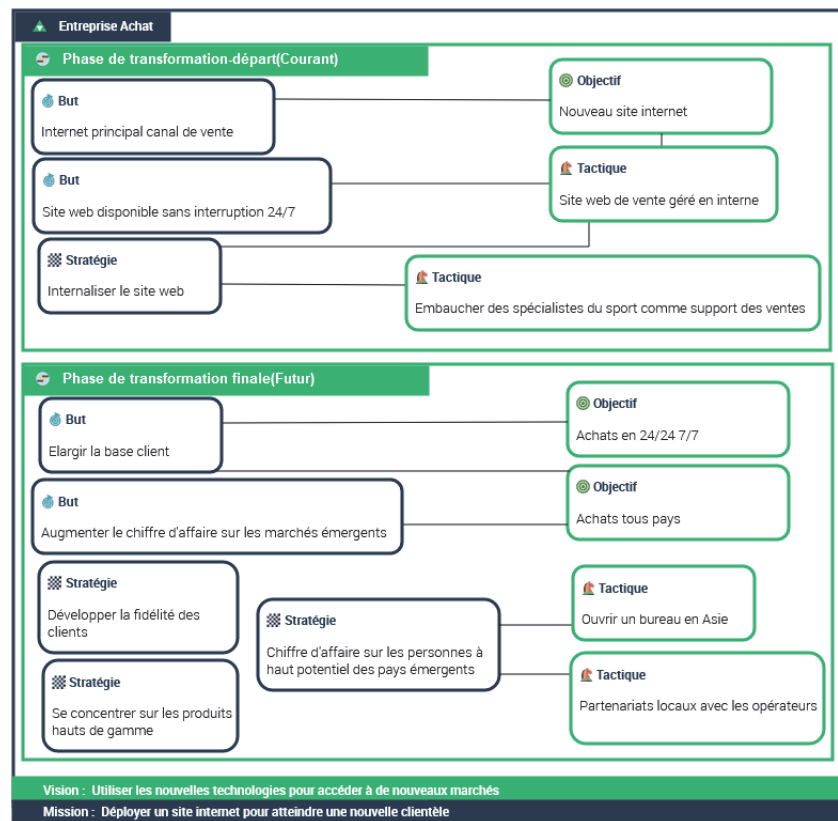 Entreprise Achat
Phase de transformation-départ(Courant)
But
Internet principal canal de vente
Objectif
Nouveau site internet
But
Site web disponible sans interruption 24/7
Tactique
Site web de vente géré en interne
Stratégie
Internaliser le site web
Tactique
Embaucher des spécialistes du sport comme support des ventes
Phase de transformation finale(Futur)
But
Elargir la base client
Objectif
Achats en 24/24 7/7
But
Augmenter le chiffre d'affaire sur les marchés émergents
Objectif
Achats tous pays
Stratégie
Développer la fidélité des
clients
Stratégie
Chiffre d'affaire sur les personnes à
haut potentiel des pays émergents
Tactique
Ouvrir un bureau en Asie
Stratégie
Se concentrer sur les produits
hauts de gamme
Tactique
Partenariats locaux avec les opérateurs
Vision : Utiliser les nouvelles technologies pour accéder à de nouveaux marchés
Mission : Déployer un site internet pour atteindre une nouvelle clientèle